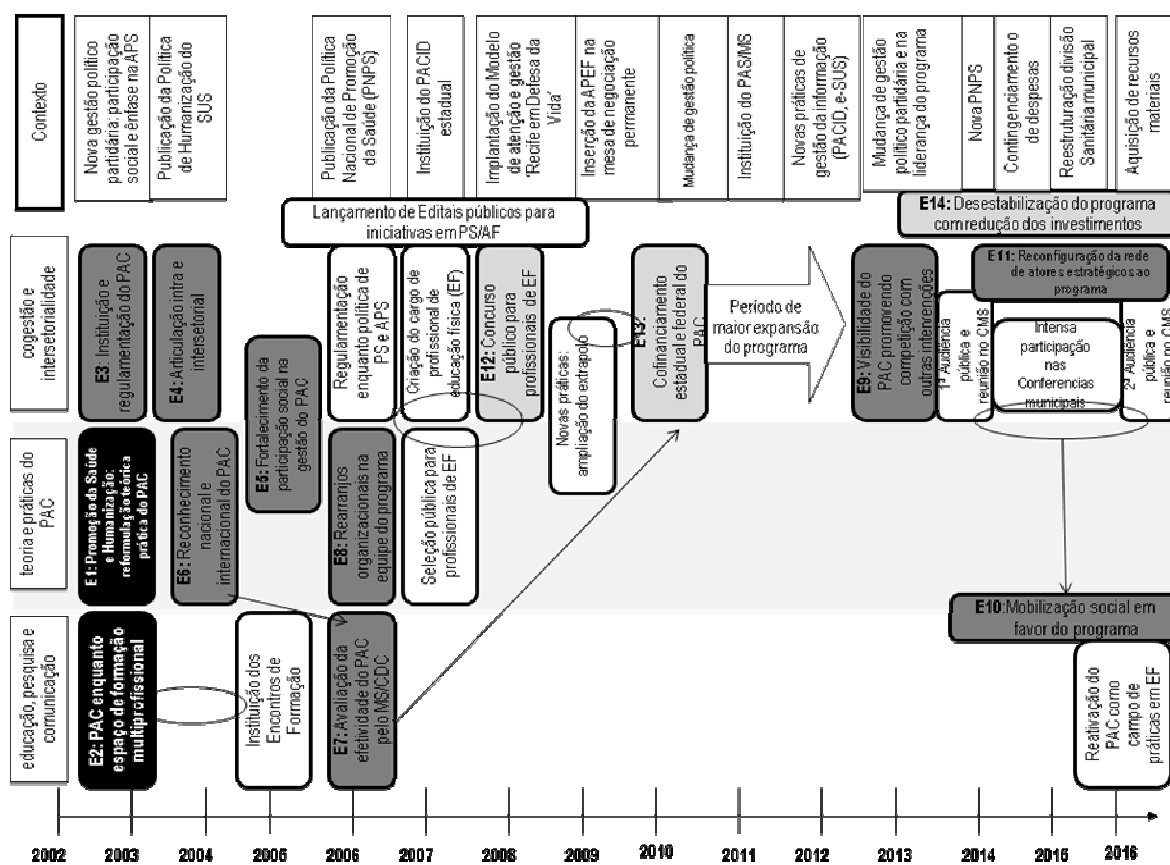 Contexto
Nova gestão político
partidária: participação
social e ênfase na APS
Publicação da Política
de Humanização do
SUS
Publicação da Política
Nacional de Promoção
da Saúde (PNPS)
Instituição do PACID
estadual
Implantação do Modelo
de atenção e gestão
'Recife em Defesa da
Vida'
Inserção da APEF na
mesa de negociação
permanente
Mudança de gestão política
Instituição do PAS/MS
Novas práticas de
gestão da informação
(PACID, e-SUS)
Mudança de gestão
político partidária e na
liderança do programa
Nova PNPS
Contingenciamento o
de despesas
Reestruturação divisão
Sanitária municipal
Aquisição de recursos
materiais
Lançamento de Editais públicos para
iniciativas em PS/AF
E14: Desestabilização do programa
com redução dos investimentos
cogestão e
intersetorialidade
E3: Instituição e
regulamentação do PAC
E4: Articulação intra e
intersetorial
E5: Fortalecimento da
participação social na
gestão do PAC
Regulamentação
enquanto política de
PS e APS
Criação do cargo de
profissional de
educação física (EF)
E12: Concurso
público para
profissionais de EF
Novas práticas:
ampliação do extrapolo
E13:
Cofinanciamento
estadual e federal do
PAC
Período de
maior expansão
do programa
E9: Visibilidade do
PAC promovendo
competição com
outras intervenções
1ª Audiência
pública e
reunião no CMS
E11: Reconfiguração da rede
de atores estratégicos ao
programa
Intensa
participação
nas
Conferencias
municipais
2ª Audiência
pública e
reunião no CMS
teoria e práticas do
PAC
E1: Promoção da Saúde
e Humanização:
reformulação teórica
prática do PAC
E6: Reconhecimento
nacional e
internacional do PAC
E8: Rearranjos
organizacionais na
equipe do programa
Seleção pública para
profissionais de EF
E10:Mobilização social em
favor do programa
educação, pesquisa e
comunicação
E2: PAC enquanto
espaço de formação
multiprofissional
Instituição dos
Encontros de
Formação
E7: Avaliação da
efetividade do PAC
pelo MS/CDC
Reativação do
PAC como
campo de
práticas em EF
2002 2003 2004 2005 2006 2007 2008 2009 2010 2011 2012 2013 2014 2015 2016